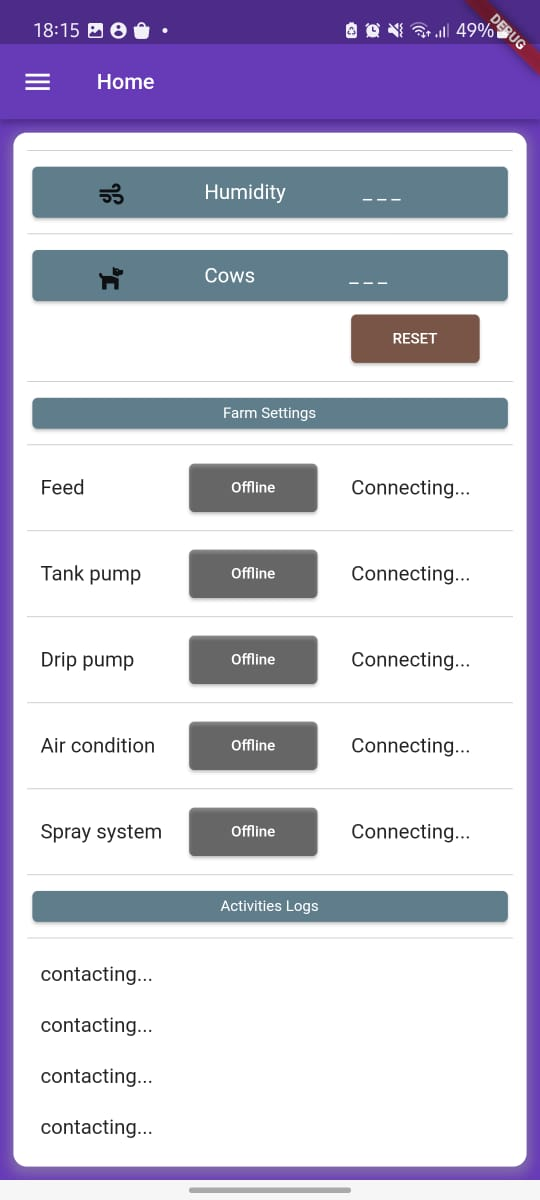 18:15 49%
DEBUG
Home
Humidity _ _ _
Cows _ _ _
RESET
Farm Settings
Feed Offline Connecting...
Tank pump Offline Connecting...
Drip pump Offline Connecting...
Air condition Offline Connecting...
Spray system Offline Connecting...
Activities Logs
contacting...
contacting...
contacting...
contacting...